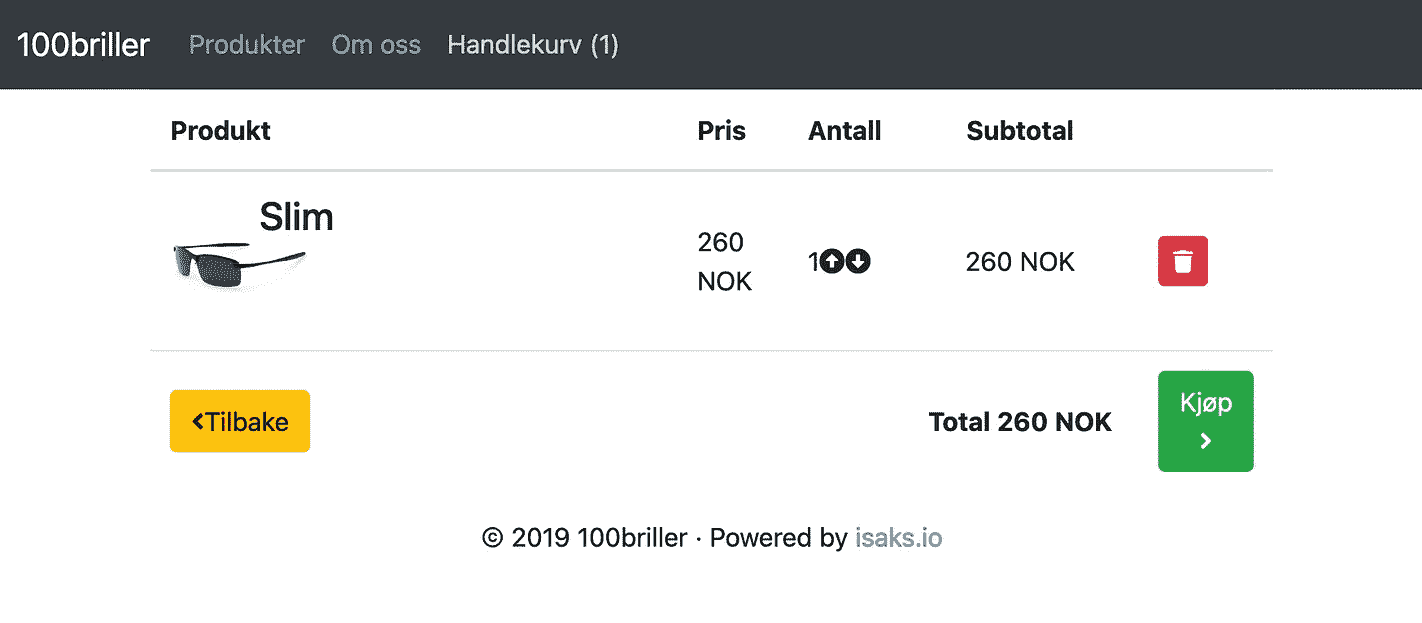 100briller Produkter Om oss Handlekurv (1)
Produkt Pris Antall Subtotal
Slim
260
NOK
1
260 NOK
Tilbake
Total 260 NOK
Kjøp
© 2019 100briller · Powered by isaks.io